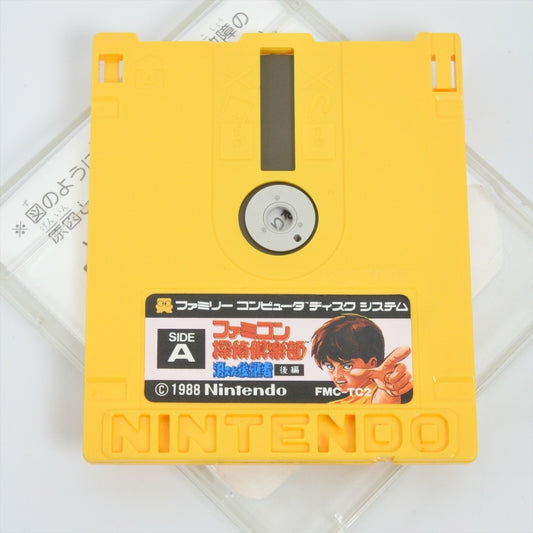 ※図のように
原因と
障の
ファミリー コンピュータ ディスク システム
SIDE A
ファミコン
探偵倶楽部
消えた後継者 後編
© 1988 Nintendo FMC-TC2
NINTENDO